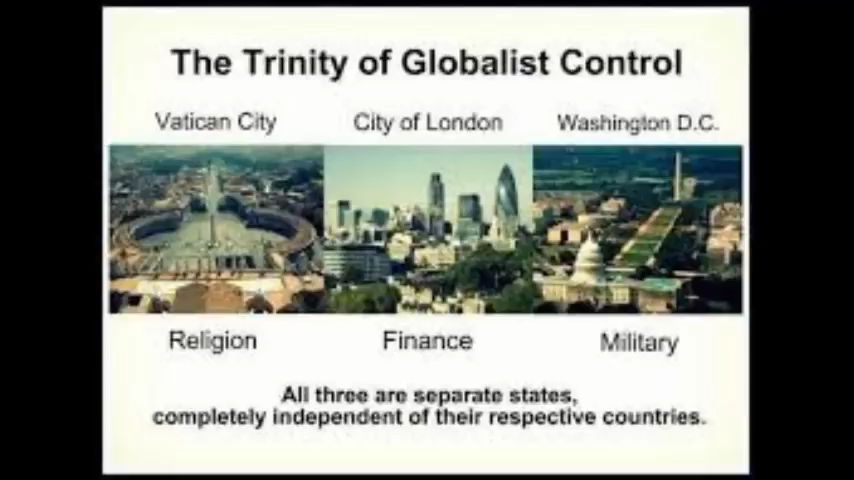 The Trinity of Globalist Control
Vatican City City of London Washington D.C.
Religion Finance Military
All three are separate states,
completely independent of their respective countries.